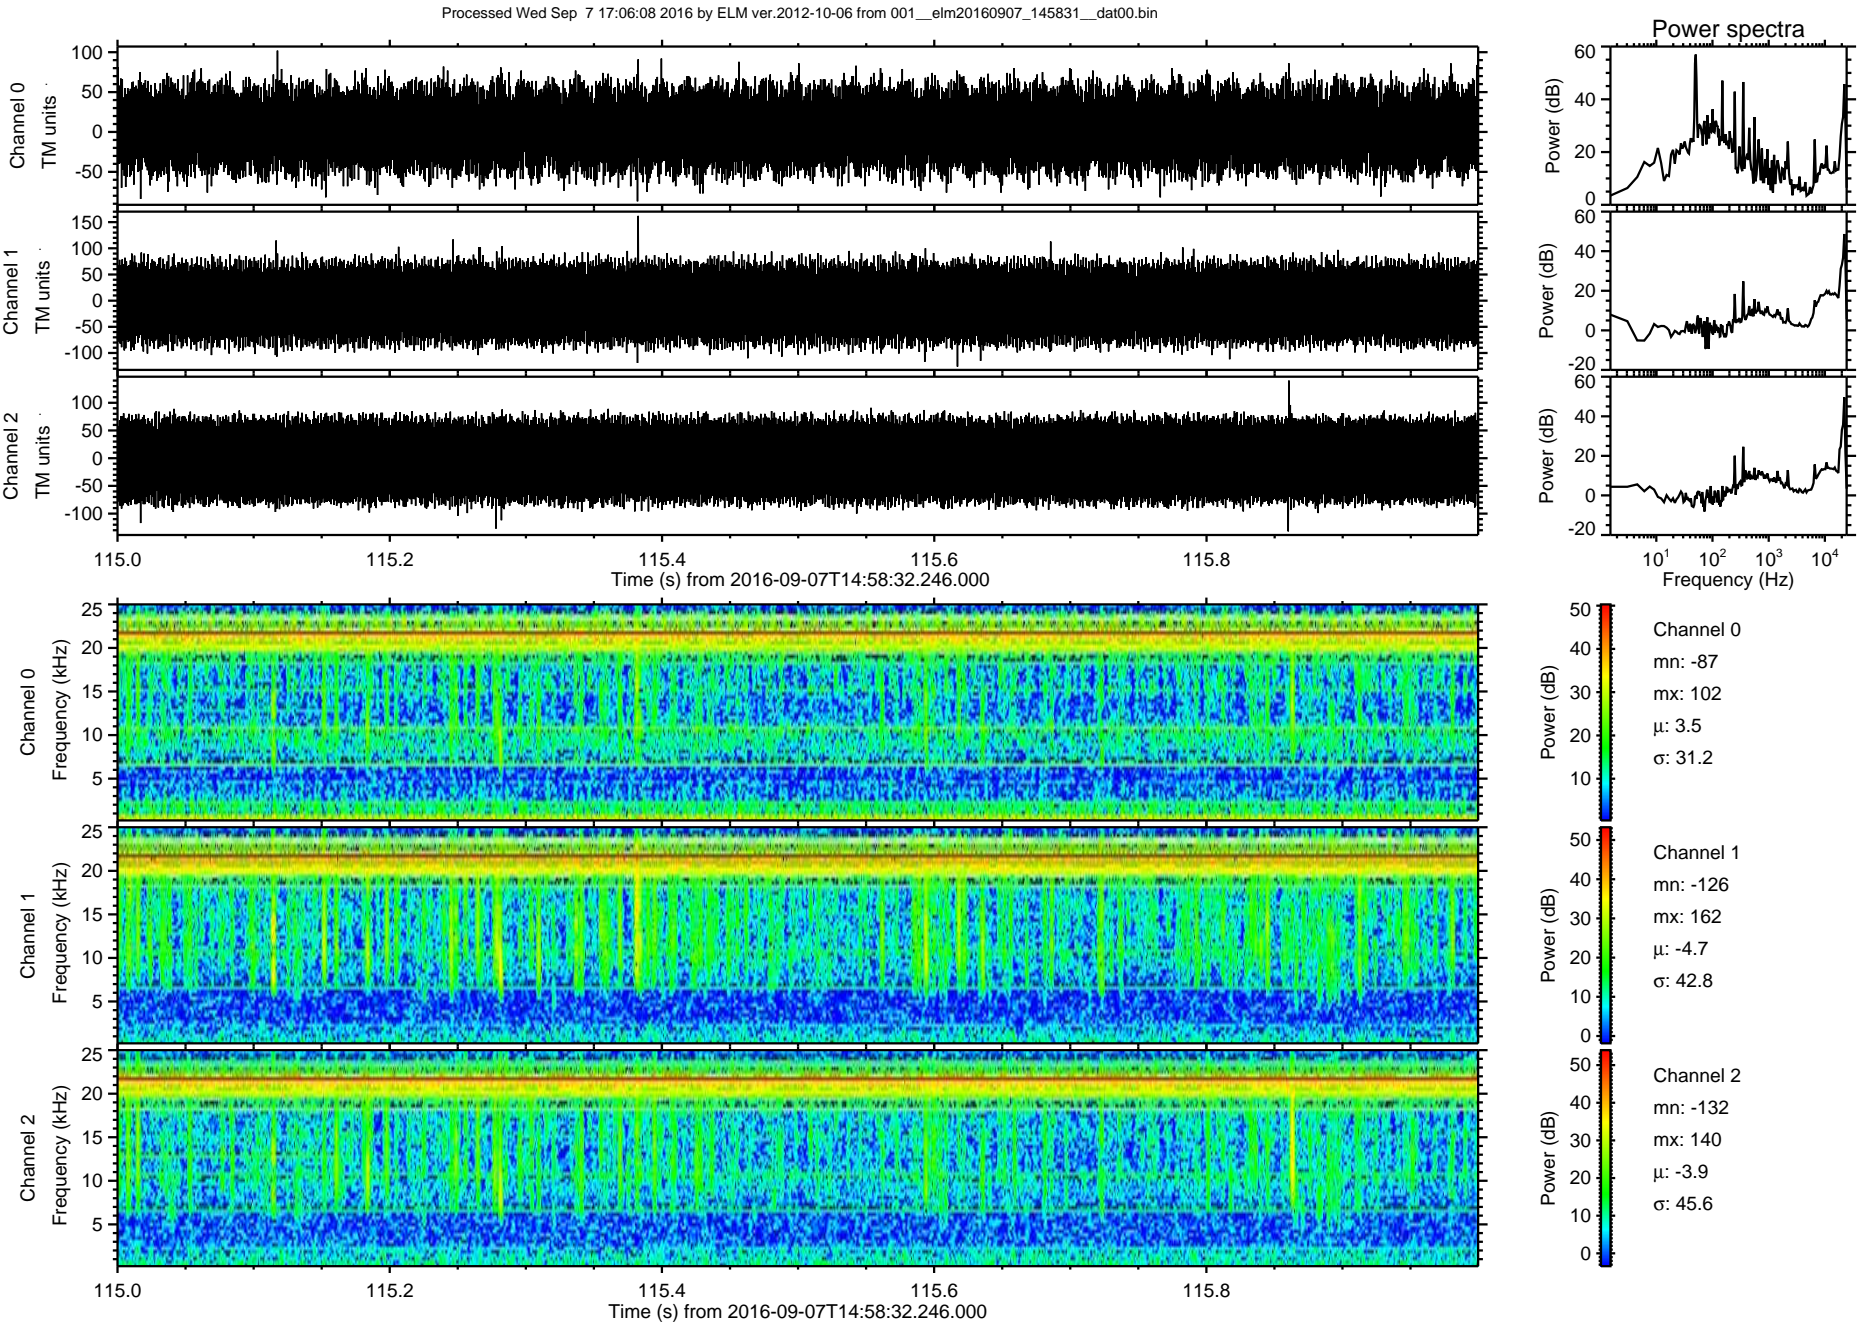 Processed Wed Sep  7 17:06:08 2016 by ELM ver.2012-10-06 from 001__elm20160907_145831__dat00.bin
Power spectra
Channel 0
TM units
100
50
0
-50
Power (dB)
60
40
20
0
Channel 1
TM units
150
100
50
0
-50
-100
Power (dB)
60
40
20
0
-20
Channel 2
TM units
100
50
0
-50
-100
Power (dB)
60
40
20
0
-20
115.0 115.2 115.4 115.6 115.8
Time (s) from 2016-09-07T14:58:32.246.000
10¹ 10² 10³ 10⁴
Frequency (Hz)
Channel 0
Frequency (kHz)
25
20
15
10
5
Power (dB)
50
40
30
20
10
Channel 0
mn: -87
mx: 102
μ: 3.5
σ: 31.2
Channel 1
Frequency (kHz)
25
20
15
10
5
Power (dB)
50
40
30
20
10
0
Channel 1
mn: -126
mx: 162
μ: -4.7
σ: 42.8
Channel 2
Frequency (kHz)
25
20
15
10
5
Power (dB)
50
40
30
20
10
0
Channel 2
mn: -132
mx: 140
μ: -3.9
σ: 45.6
115.0 115.2 115.4 115.6 115.8
Time (s) from 2016-09-07T14:58:32.246.000